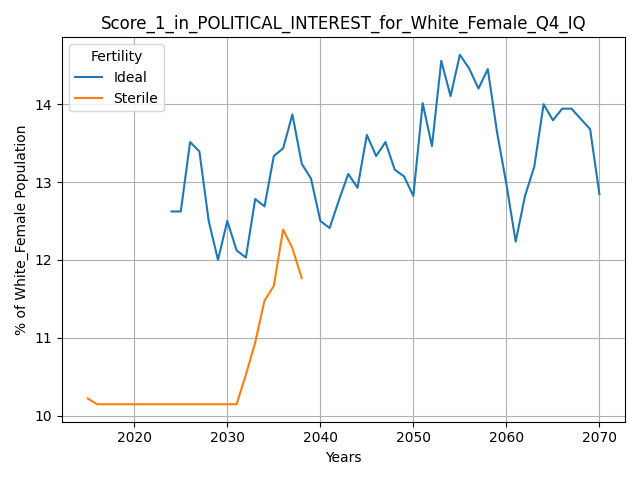 Score_1_in_POLITICAL_INTEREST_for_White_Female_Q4_IQ
Fertility
Ideal
Sterile
% of White_Female Population
14
13
12
11
10
2020 2030 2040 2050 2060 2070
Years